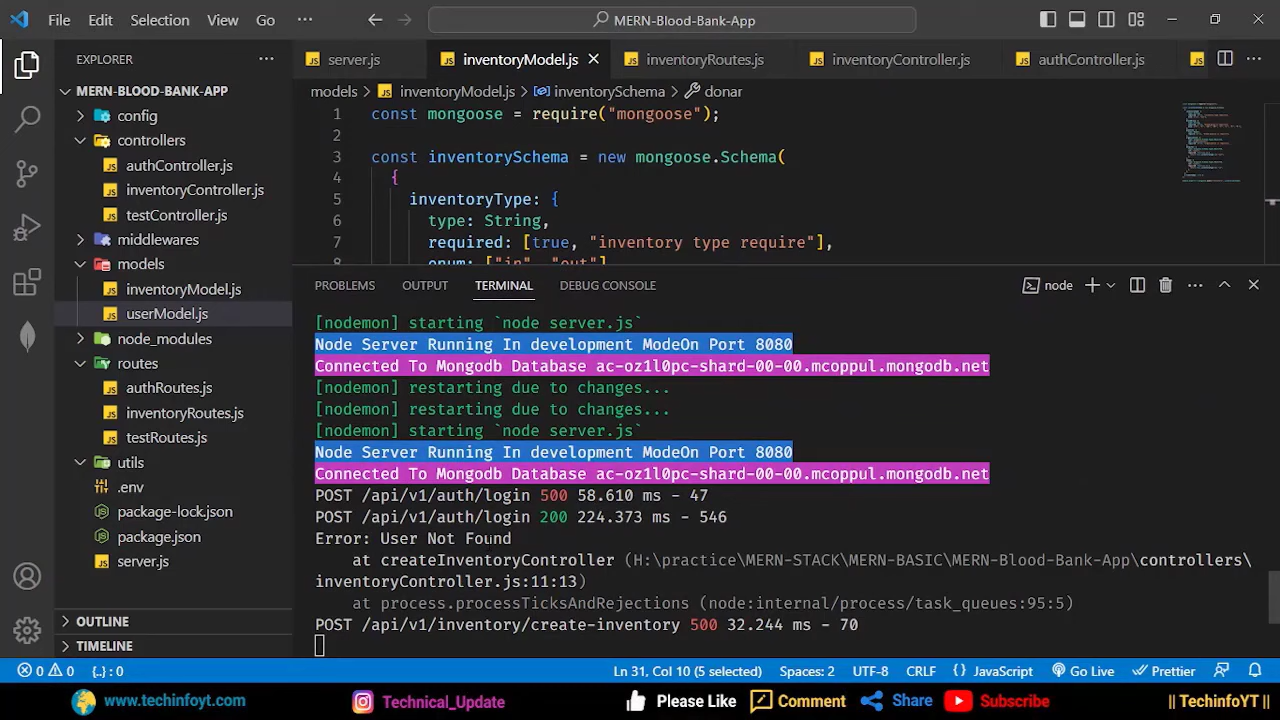 File Edit Selection View Go ··· MERN-Blood-Bank-App
EXPLORER ···
server.js inventoryModel.js inventoryRoutes.js inventoryController.js authController.js ···
MERN-BLOOD-BANK-APP
config
controllers
authController.js
inventoryController.js
testController.js
middlewares
models
inventoryModel.js
userModel.js
node_modules
routes
authRoutes.js
inventoryRoutes.js
testRoutes.js
utils
.env
package-lock.json
package.json
server.js
OUTLINE
TIMELINE
models > inventoryModel.js > inventorySchema > donar
1 const mongoose = require("mongoose");
2
3 const inventorySchema = new mongoose.Schema(
4 {
5 inventoryType: {
6 type: String,
7 required: [true, "inventory type require"],
8 enum: ["in", "out"]
PROBLEMS OUTPUT TERMINAL DEBUG CONSOLE node
[nodemon] starting `node server.js`
Node Server Running In development ModeOn Port 8080
Connected To Mongodb Database ac-oz1l0pc-shard-00-00.mcoppul.mongodb.net
[nodemon] restarting due to changes...
[nodemon] restarting due to changes...
[nodemon] starting `node server.js`
Node Server Running In development ModeOn Port 8080
Connected To Mongodb Database ac-oz1l0pc-shard-00-00.mcoppul.mongodb.net
POST /api/v1/auth/login 500 58.610 ms - 47
POST /api/v1/auth/login 200 224.373 ms - 546
Error: User Not Found
at createInventoryController (H:\practice\MERN-STACK\MERN-BASIC\MERN-Blood-Bank-App\controllers\
inventoryController.js:11:13)
at process.processTicksAndRejections (node:internal/process/task_queues:95:5)
POST /api/v1/inventory/create-inventory 500 32.244 ms - 70
0 0 {..} : 0 Ln 31, Col 10 (5 selected) Spaces: 2 UTF-8 CRLF {} JavaScript Go Live Prettier
www.techinfoyt.com Technical_Update Please Like Comment Share Subscribe || TechinfoYT ||